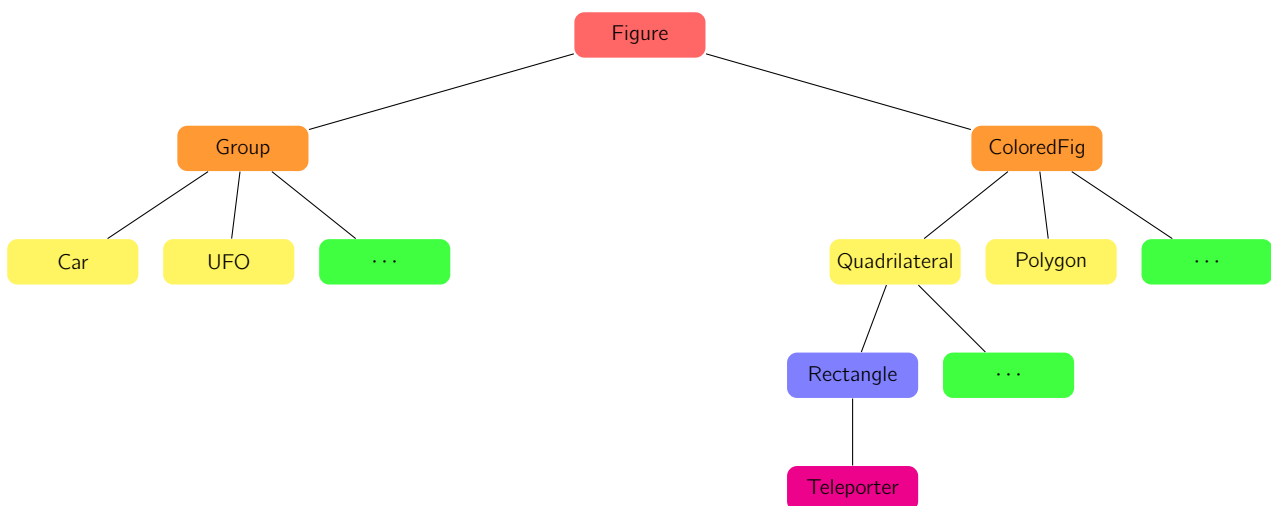 Figure
Group
ColoredFig
Car
UFO
···
Quadrilateral
Polygon
···
Rectangle
···
Teleporter